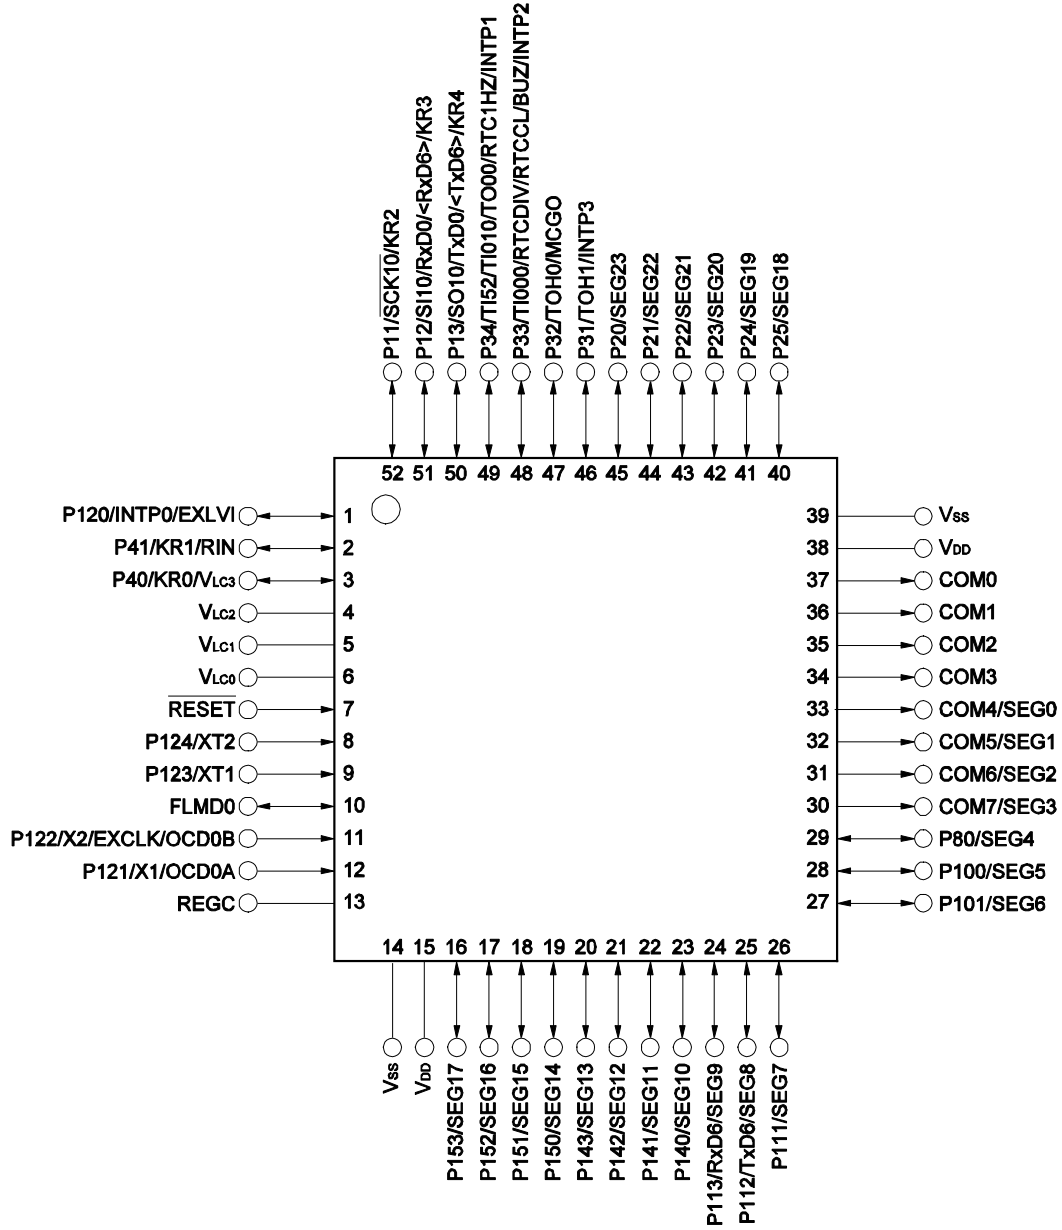 P11/SCK10/KR2
P12/SI10/RxD0/<RxD6>/KR3
P13/SO10/TxD0/<TxD6>/KR4
P34/TI52/TI010/TO00/RTC1HZ/INTP1
P33/TI000/RTCDIV/RTCCL/BUZ/INTP2
P32/TOH0/MCGO
P31/TOH1/INTP3
P20/SEG23
P21/SEG22
P22/SEG21
P23/SEG20
P24/SEG19
P25/SEG18
52 51 50 49 48 47 46 45 44 43 42 41 40
P120/INTP0/EXLVI 1 39 VSS
P41/KR1/RIN 2 38 VDD
P40/KR0/VLC3 3 37 COM0
VLC2 4 36 COM1
VLC1 5 35 COM2
VLC0 6 34 COM3
RESET 7 33 COM4/SEG0
P124/XT2 8 32 COM5/SEG1
P123/XT1 9 31 COM6/SEG2
FLMD0 10 30 COM7/SEG3
P122/X2/EXCLK/OCD0B 11 29 P80/SEG4
P121/X1/OCD0A 12 28 P100/SEG5
REGC 13 27 P101/SEG6
14 15 16 17 18 19 20 21 22 23 24 25 26
VSS
VDD
P153/SEG17
P152/SEG16
P151/SEG15
P150/SEG14
P143/SEG13
P142/SEG12
P141/SEG11
P140/SEG10
P113/RxD6/SEG9
P112/TxD6/SEG8
P111/SEG7